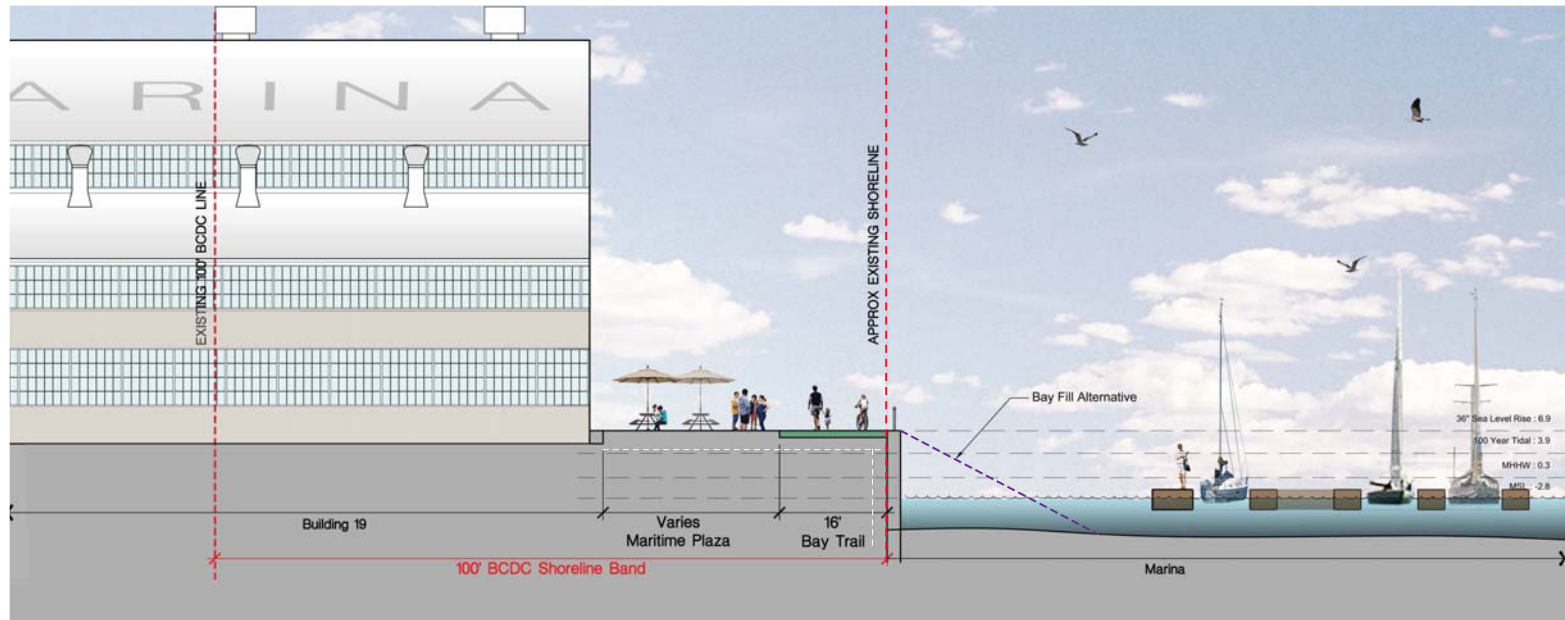 ARINA
EXISTING 100' BCDC LINE
APPROX EXISTING SHORELINE
Bay Fill Alternative
36" Sea Level Rise : 6.9
100 Year Tidal : 3.9
MHHW : 0.3
MSL : -2.8
Building 19
Varies
Maritime Plaza
16'
Bay Trail
100' BCDC Shoreline Band
Marina